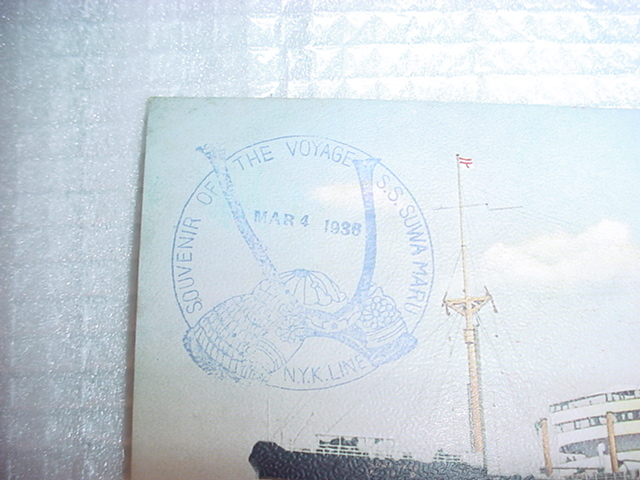 SOUVENIR OF THE VOYAGE S.S. SUWA MARU
MAR 4 1936
N.Y.K. LINE